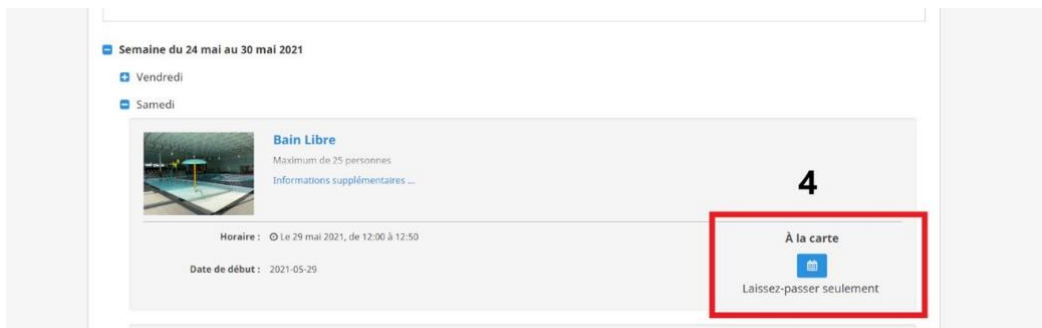 Semaine du 24 mai au 30 mai 2021
Vendredi
Samedi
Bain Libre
Maximum de 25 personnes
Informations supplémentaires ...
4
Horaire : Le 29 mai 2021, de 12:00 à 12:50
À la carte
Date de début : 2021-05-29
Laissez-passer seulement